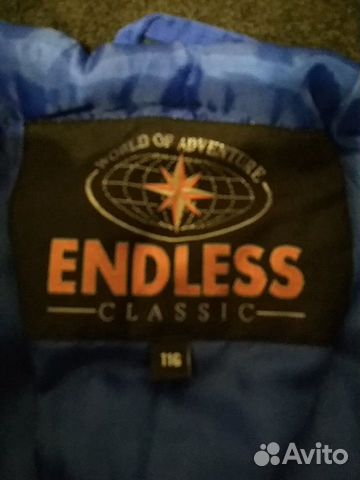 WORLD OF ADVENTURE
ENDLESS
CLASSIC
116
Avito